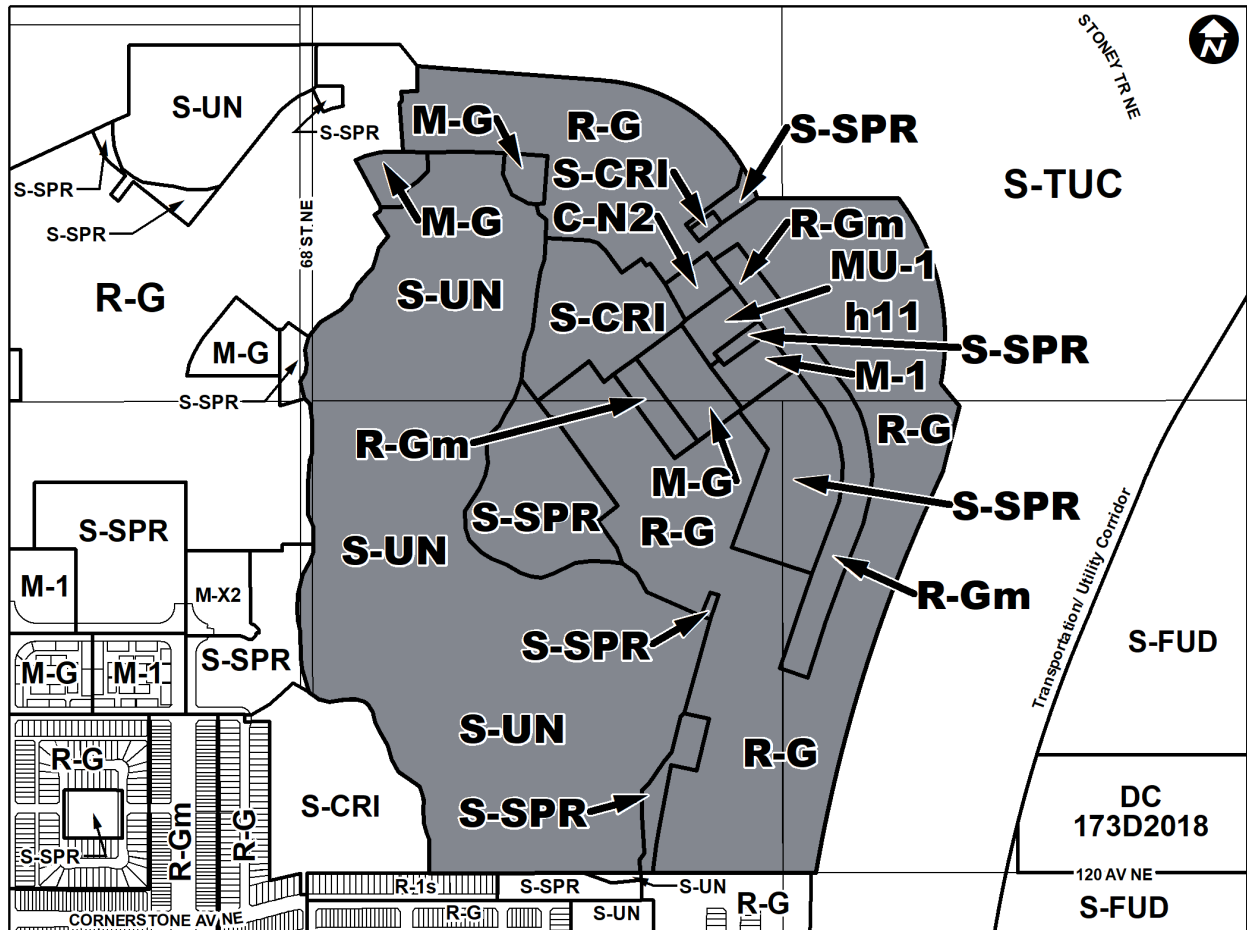 STONEY TR NE
N
S-UN
S-SPR
M-G
R-G
S-SPR
S-CRI
S-TUC
S-SPR
S-SPR
M-G
C-N2
R-Gm
68 ST. NE
MU-1
h11
R-G
S-UN
S-CRI
S-SPR
M-G
M-1
S-SPR
R-G
R-Gm
M-G
S-SPR
S-SPR
R-G
S-SPR
S-UN
M-1
M-X2
R-Gm
S-SPR
S-SPR
Transportation/ Utility Corridor
S-FUD
M-G
M-1
S-UN
R-G
R-G
S-CRI
S-SPR
DC
173D2018
R-Gm
R-G
S-SPR
120 AV NE
R-1s
S-SPR
S-UN
CORNERSTONE AV NE
R-G
S-UN
R-G
S-FUD